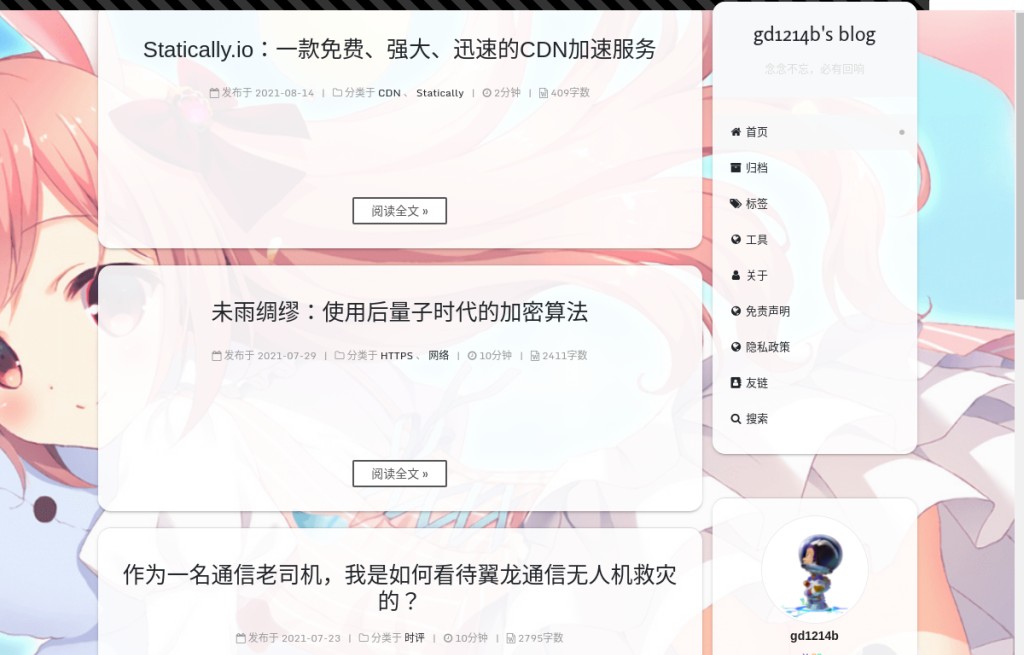 Statically.io：一款免费、强大、迅速的CDN加速服务
发布于 2021-08-14 | 分类于 CDN 、 Statically | 2分钟 | 409字数
阅读全文 »
未雨绸缪：使用后量子时代的加密算法
发布于 2021-07-29 | 分类于 HTTPS 、 网络 | 10分钟 | 2411字数
阅读全文 »
作为一名通信老司机，我是如何看待翼龙通信无人机救灾
的？
发布于 2021-07-23 | 分类于 时评 | 10分钟 | 2795字数
gd1214b's blog
念念不忘，必有回响
首页
归档
标签
工具
关于
免责声明
隐私政策
友链
搜索
gd1214b